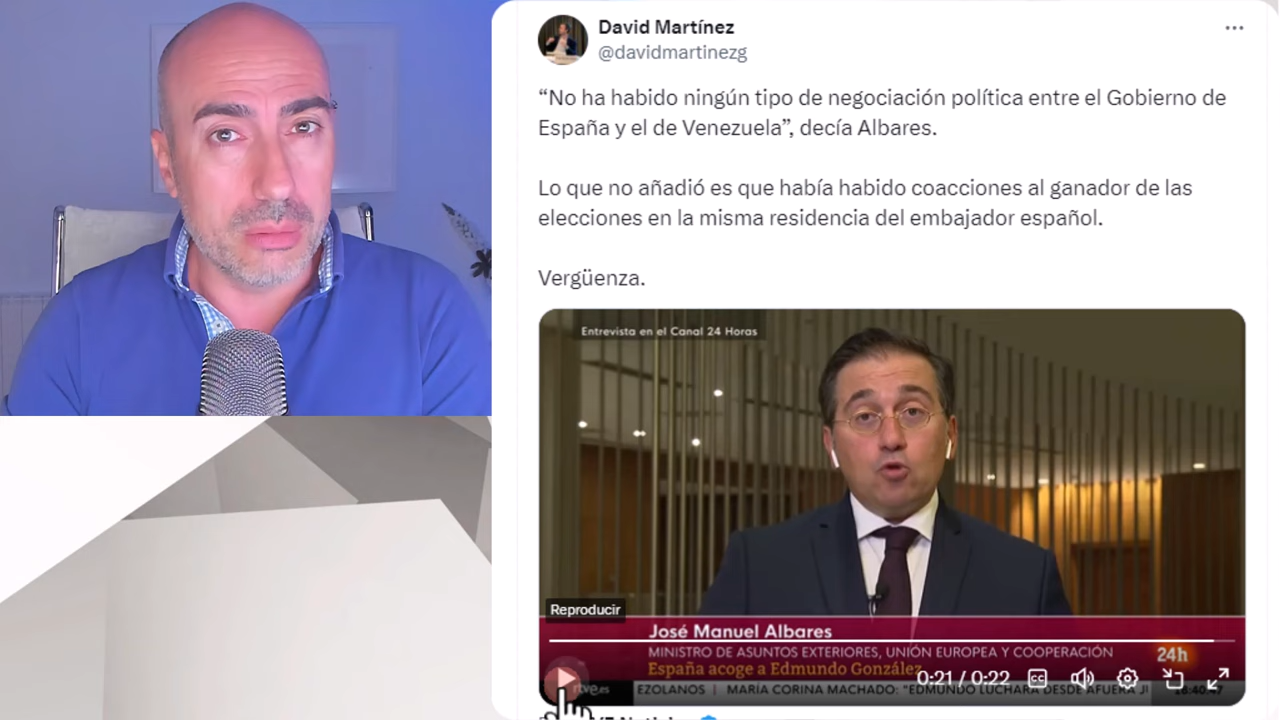 David Martínez
@davidmartinezg
“No ha habido ningún tipo de negociación política entre el Gobierno de
España y el de Venezuela”, decía Albares.
Lo que no añadió es que había habido coacciones al ganador de las
elecciones en la misma residencia del embajador español.
Vergüenza.
Entrevista en el Canal 24 Horas
Reproducir
José Manuel Albares
MINISTRO DE ASUNTOS EXTERIORES, UNIÓN EUROPEA Y COOPERACIÓN
24h
España acoge a Edmundo González
0:21 / 0:22
CC
rtve.es
EZOLANOS | MARÍA CORINA MACHADO: "EDMUNDO LUCHARÁ DESDE AFUERA